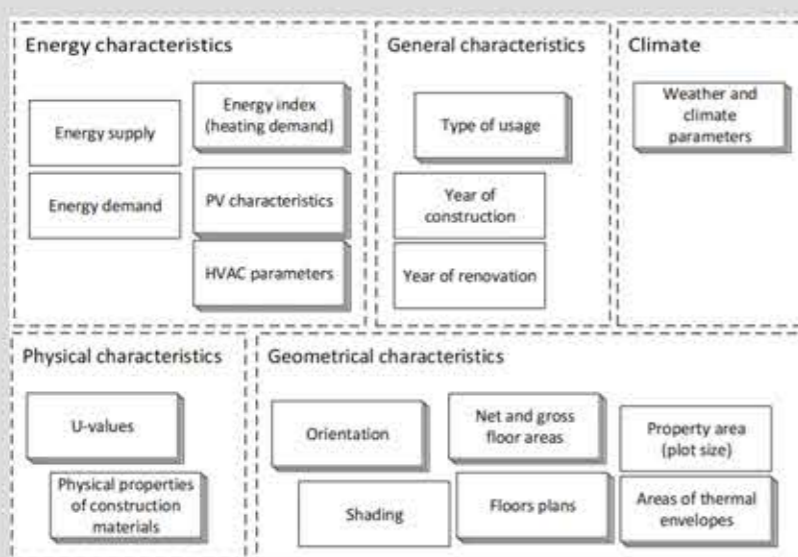 Energy characteristics
Energy supply
Energy index
(heating demand)
Energy demand
PV characteristics
HVAC parameters
General characteristics
Type of usage
Year of
construction
Year of renovation
Climate
Weather and
climate
parameters
Physical characteristics
U-values
Physical properties
of construction
materials
Geometrical characteristics
Orientation
Net and gross
floor areas
Property area
(plot size)
Shading
Floors plans
Areas of thermal
envelopes